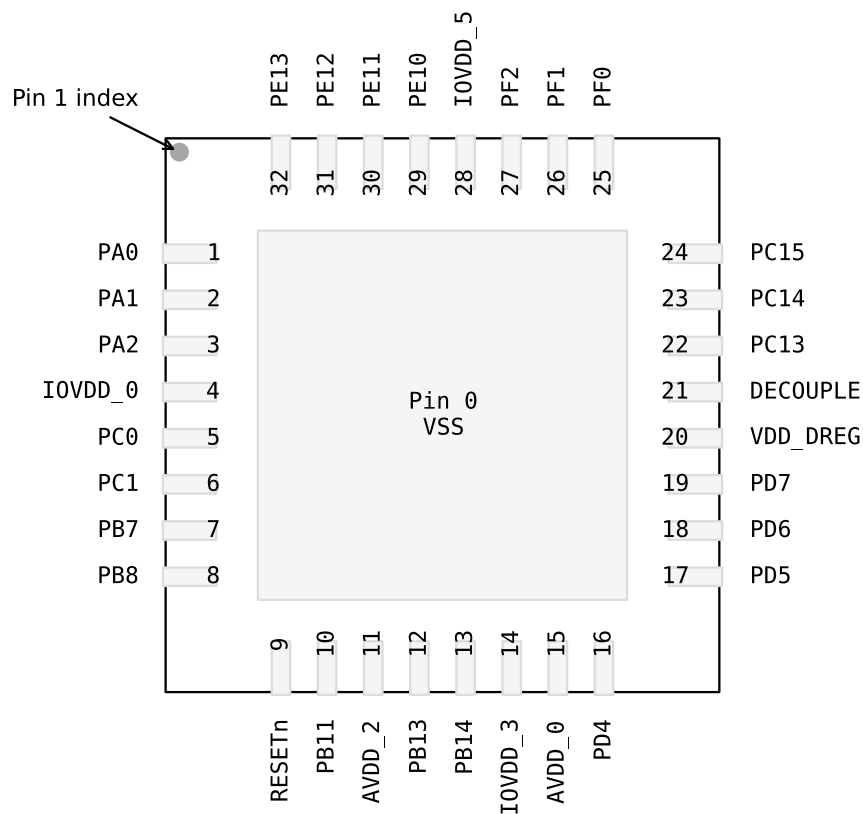 PE13
PE12
PE11
PE10
IOVDD_5
PF2
PF1
PF0
Pin 1 index
32
31
30
29
28
27
26
25
PA0 1
24 PC15
PA1 2
23 PC14
PA2 3
22 PC13
IOVDD_0 4
21 DECOUPLE
Pin 0
VSS
PC0 5
20 VDD_DREG
PC1 6
19 PD7
PB7 7
18 PD6
PB8 8
17 PD5
9
10
11
12
13
14
15
16
RESETn
PB11
AVDD_2
PB13
PB14
IOVDD_3
AVDD_0
PD4